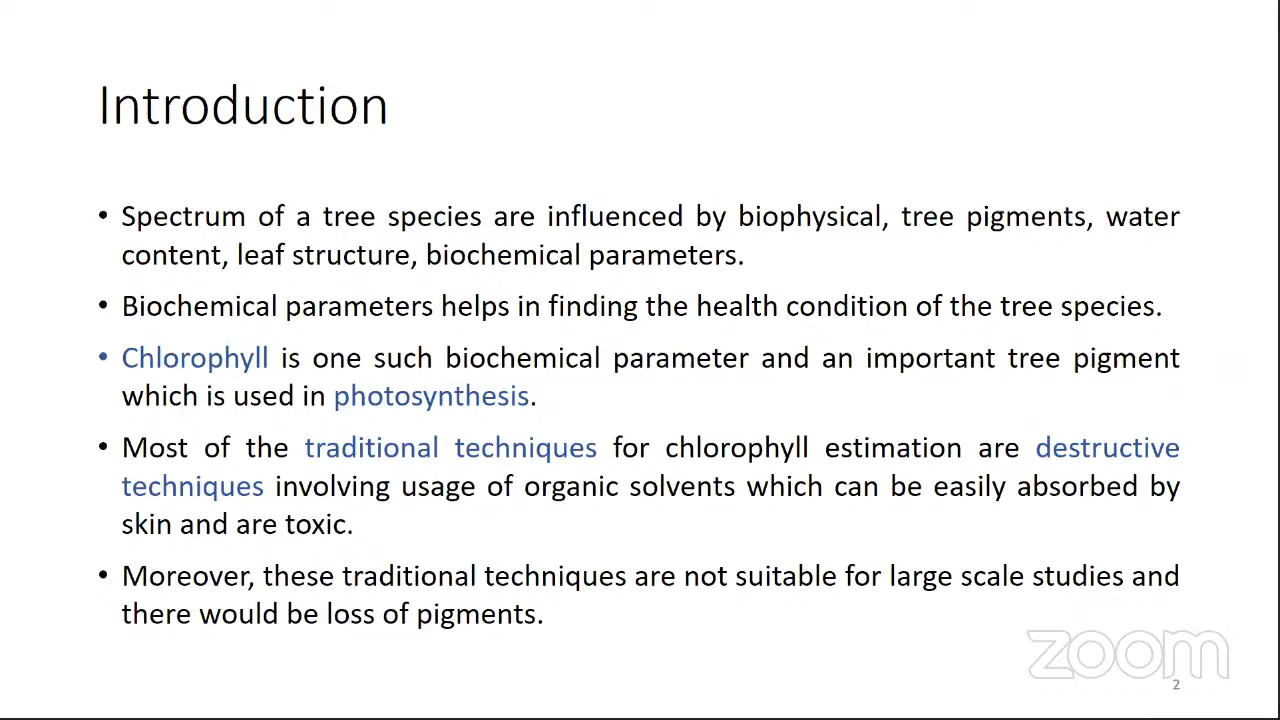 Introduction
• Spectrum of a tree species are influenced by biophysical, tree pigments, water
content, leaf structure, biochemical parameters.
• Biochemical parameters helps in finding the health condition of the tree species.
• Chlorophyll is one such biochemical parameter and an important tree pigment
which is used in photosynthesis.
• Most of the traditional techniques for chlorophyll estimation are destructive
techniques involving usage of organic solvents which can be easily absorbed by
skin and are toxic.
• Moreover, these traditional techniques are not suitable for large scale studies and
there would be loss of pigments.
zoom
2